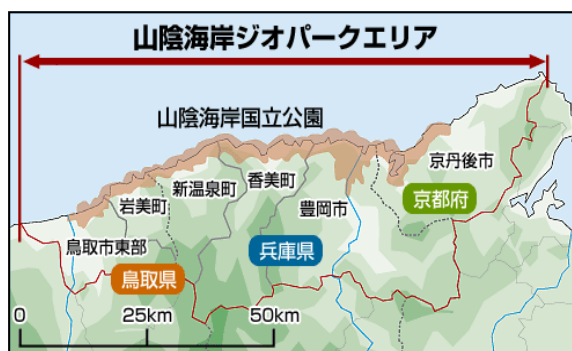 山陰海岸ジオパークエリア
山陰海岸国立公園
京丹後市
香美町
新温泉町
岩美町
豊岡市
京都府
鳥取市東部
兵庫県
鳥取県
0 25km 50km